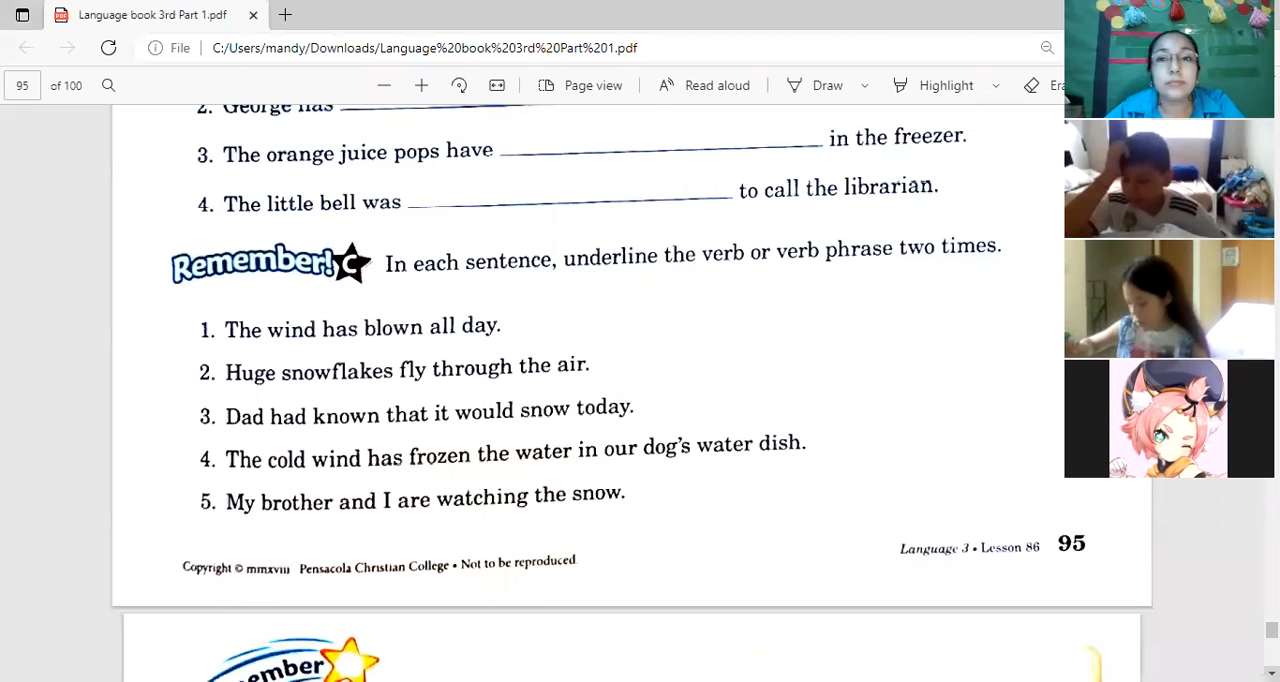 Language book 3rd Part 1.pdf
File C:/Users/mandy/Downloads/Language%20book%203rd%20Part%201.pdf
95 of 100 Page view Read aloud Draw Highlight Era
2. George has
3. The orange juice pops have in the freezer.
4. The little bell was to call the librarian.
Remember! C In each sentence, underline the verb or verb phrase two times.
1. The wind has blown all day.
2. Huge snowflakes fly through the air.
3. Dad had known that it would snow today.
4. The cold wind has frozen the water in our dog's water dish.
5. My brother and I are watching the snow.
Copyright © mmxviii Pensacola Christian College • Not to be reproduced.
Language 3 • Lesson 86 95
ember